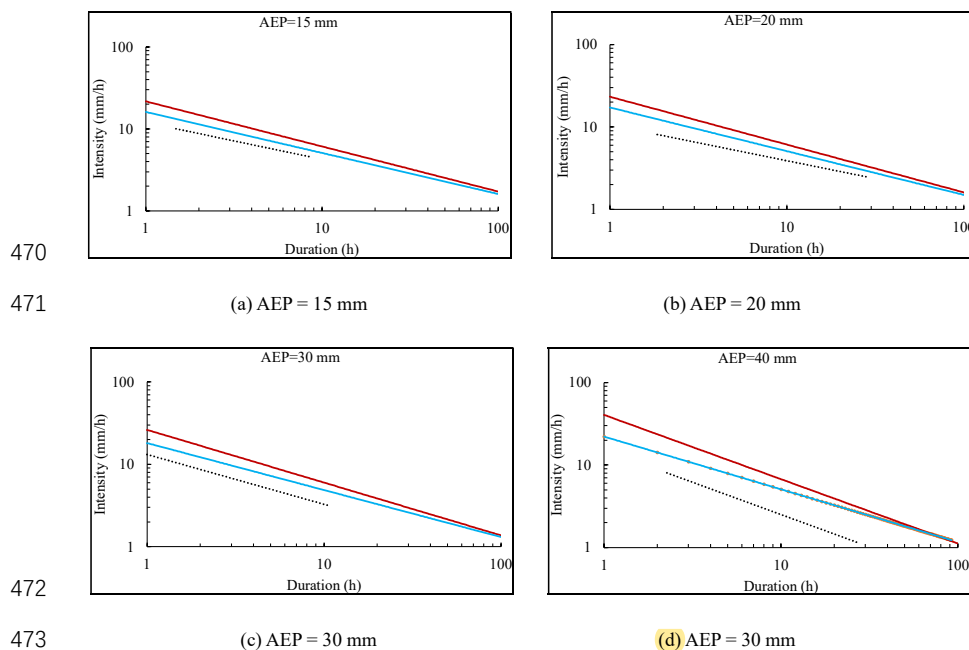 AEP=15 mm
100
10
1
Intensity (mm/h)
1
10
100
Duration (h)
AEP=20 mm
100
10
1
Intensity (mm/h)
1
10
100
Duration (h)
470
471
(a) AEP = 15 mm
(b) AEP = 20 mm
AEP=30 mm
100
10
1
Intensity (mm/h)
1
10
100
Duration (h)
AEP=40 mm
100
10
1
Intensity (mm/h)
1
10
100
Duration (h)
472
473
(c) AEP = 30 mm
(d) AEP = 30 mm